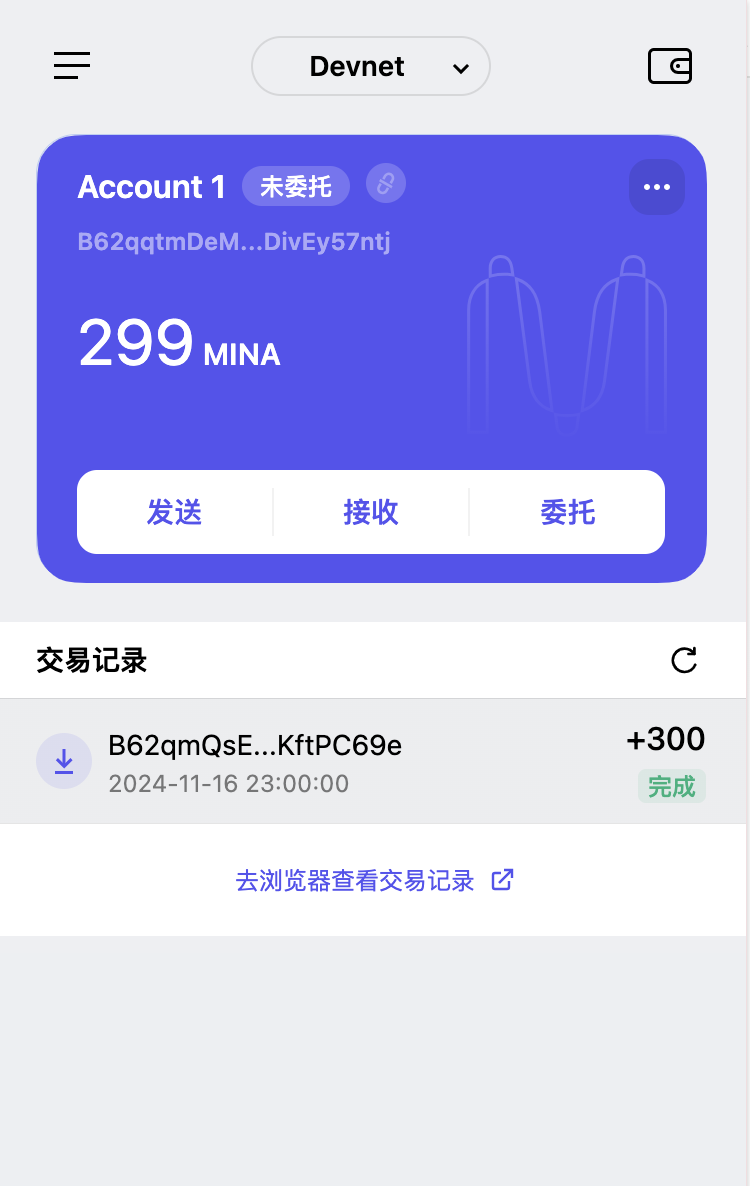 Devnet
Account 1 未委托
B62qqtmDeM...DivEy57ntj
299 MINA
发送 接收 委托
交易记录
B62qmQsE...KftPC69e +300
2024-11-16 23:00:00 完成
去浏览器查看交易记录